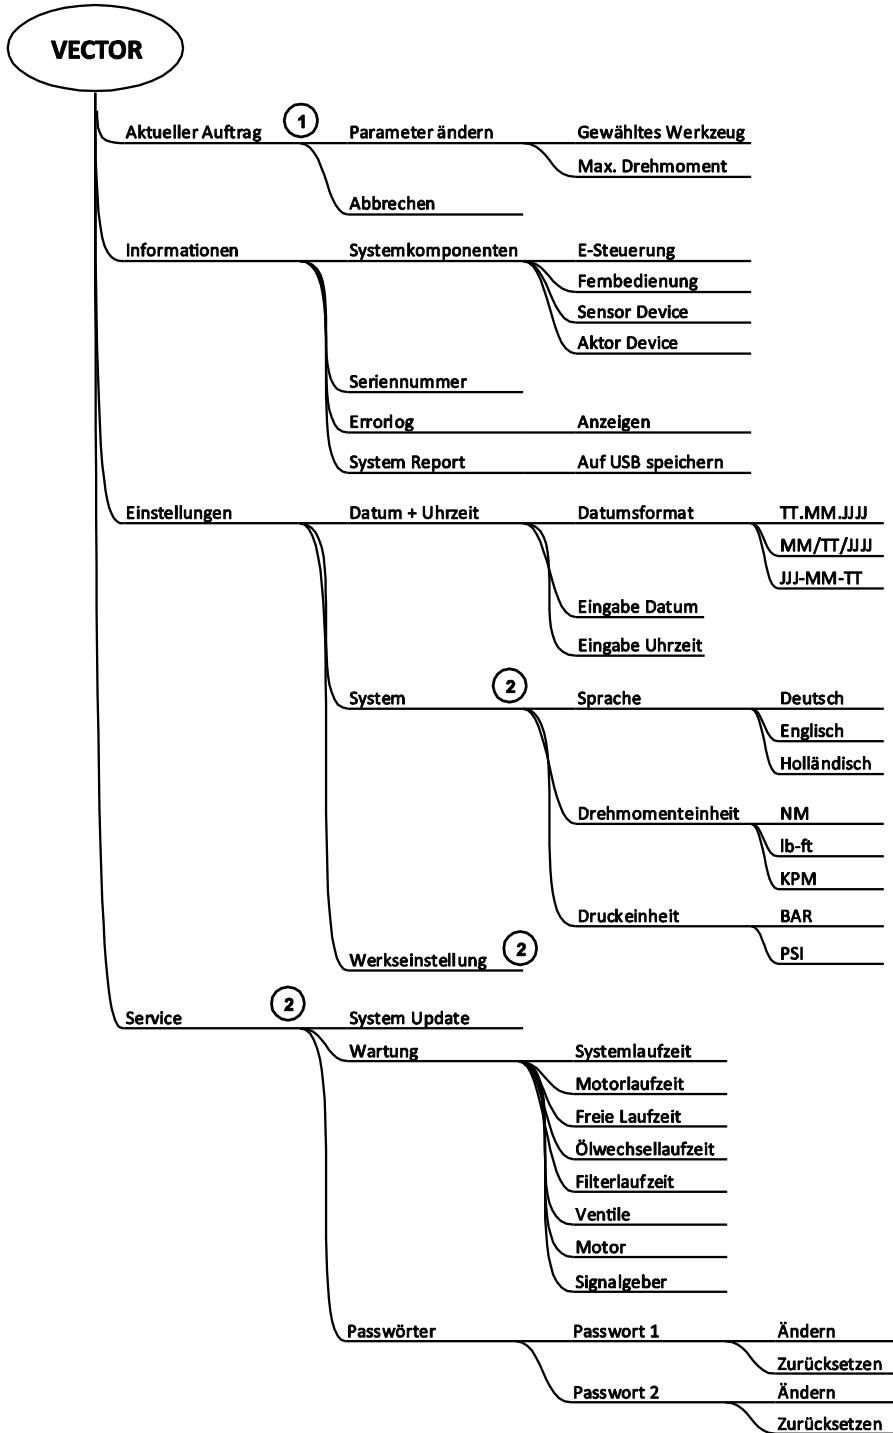 VECTOR
Aktueller Auftrag 1 Parameter ändern Gewähltes Werkzeug
Max. Drehmoment
Abbrechen
Informationen Systemkomponenten E-Steuerung
Fernbedienung
Sensor Device
Aktor Device
Seriennummer
Errorlog Anzeigen
System Report Auf USB speichern
Einstellungen Datum + Uhrzeit Datumsformat TT.MM.JJJJ
MM/TT/JJJJ
JJJ-MM-TT
Eingabe Datum
Eingabe Uhrzeit
System 2 Sprache Deutsch
Englisch
Holländisch
Drehmomenteinheit NM
lb-ft
KPM
Druckeinheit BAR
PSI
Werkseinstellung 2
Service 2 System Update
Wartung Systemlaufzeit
Motorlaufzeit
Freie Laufzeit
Ölwechsellaufzeit
Filterlaufzeit
Ventile
Motor
Signalgeber
Passwörter Passwort 1 Ändern
Zurücksetzen
Passwort 2 Ändern
Zurücksetzen